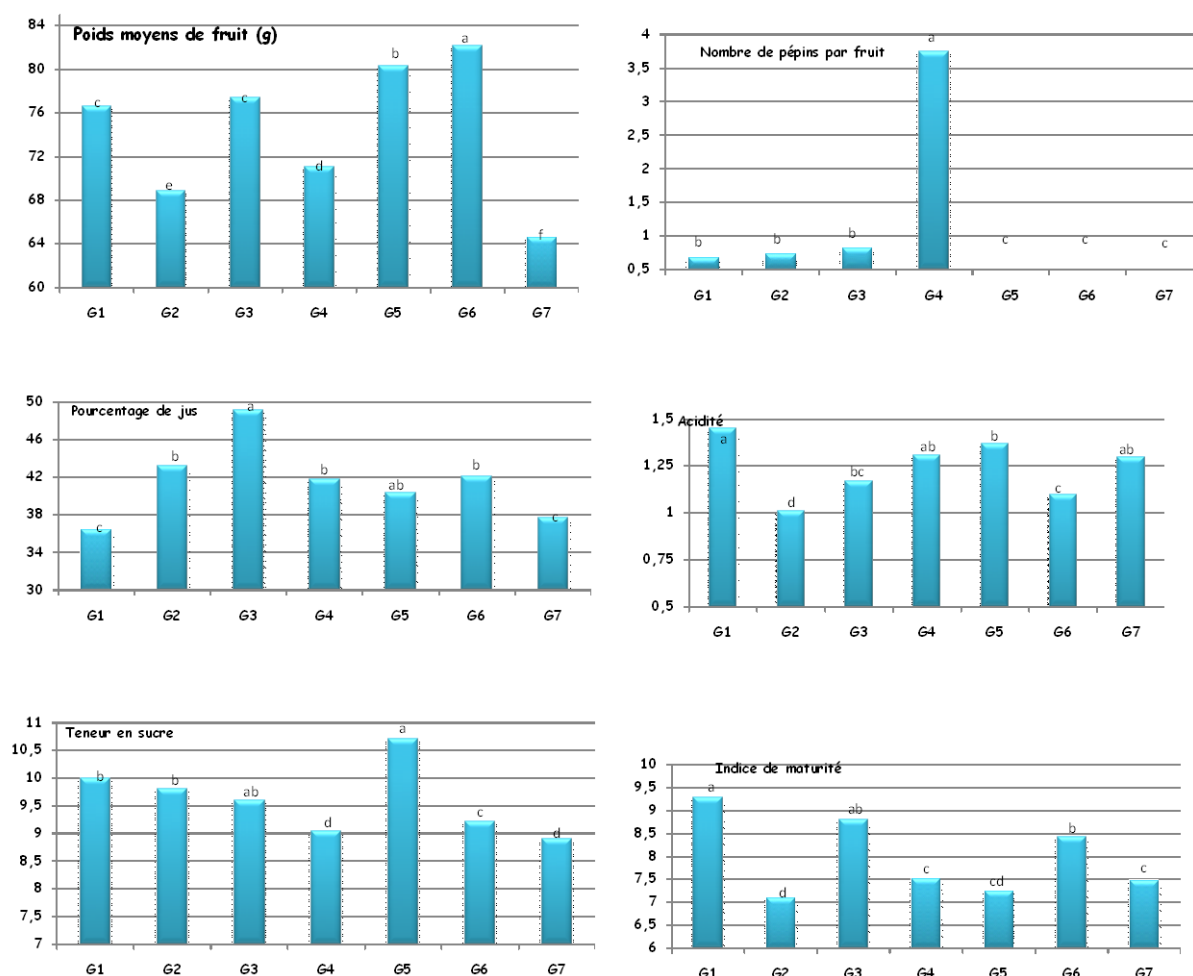 Poids moyens de fruit (g)
84
80
76
72
68
64
60
c
e
c
d
b
a
f
G1 G2 G3 G4 G5 G6 G7
Nombre de pépins par fruit
4
3,5
3
2,5
2
1,5
1
0,5
b
b
b
a
c
c
c
G1 G2 G3 G4 G5 G6 G7
Pourcentage de jus
50
46
42
38
34
30
c
b
a
b
ab
b
c
G1 G2 G3 G4 G5 G6 G7
Acidité
1,5
1,25
1
0,75
0,5
a
d
bc
ab
b
c
ab
G1 G2 G3 G4 G5 G6 G7
Teneur en sucre
11
10,5
10
9,5
9
8,5
8
7,5
7
b
b
ab
d
a
c
d
G1 G2 G3 G4 G5 G6 G7
Indice de maturité
10
9,5
9
8,5
8
7,5
7
6,5
6
a
d
ab
c
cd
b
c
G1 G2 G3 G4 G5 G6 G7